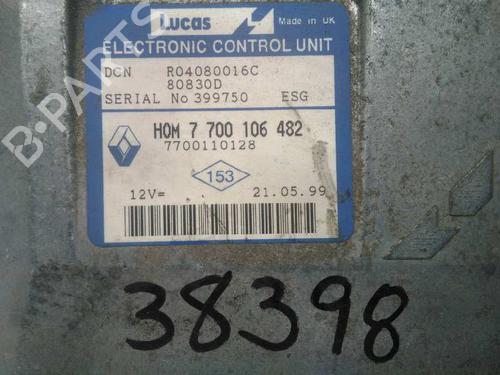 Lucas Made in UK
ELECTRONIC CONTROL UNIT
DCN R04080016C
80830D
SERIAL No 399750 ESG
HOM 7 700 106 482
7700110128
153
12V= 21.05.99
38398
B-PARTS